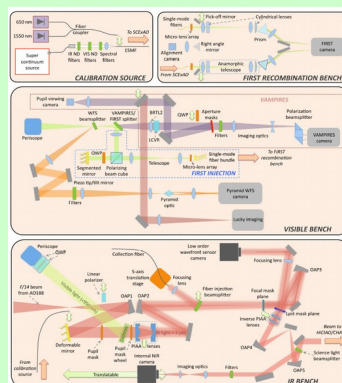 650 nm
1550 nm
Fiber coupler
To SCExAO
Super continuum source
IR ND filters
VIS ND filters
Spectral filters
ESMF
CALIBRATION SOURCE
Single-mode fibers
Pick-off mirror
Cylindrical lenses
Micro-lens array
Right angle mirror
Prism
FIRST camera
Alignment camera
From SCExAO
Anamorphic telescope
FIRST RECOMBINATION BENCH
Pupil viewing camera
VAMPIRES
WFS beamsplitter
VAMPIRES/ FIRST splitter
BRTL2
QWP
Aperture masks
Polarization beamsplitter
Periscope
LCVR
Filters
Imaging optics
VAMPIRES camera
QWP
Segmented mirror
Polarizing beam cube
Telescope
Micro-lens array
Single-mode fiber bundle
To FIRST recombination bench
FIRST INJECTION
Piezo tip/tilt mirror
Filters
Pyramid optic
Pyramid WFS camera
Lucky imaging
VISIBLE BENCH
Periscope
QWP
Collection fiber
Low order wavefront sensor camera
5-axis translation stage
Focusing lens
Focusing lens
OAP3
Linear polarizer
f/14 beam from AO188
OAP1
OAP2
Fiber injection beamsplitter
Focal plane mask
Lyot mask plane
Inverse PIAA lenses
Deformable mirror
Pupil mask
Pupil mask wheel
PIAA lenses
OAP4
OAP5
Beam to HiCIAO/CHARIS
Science light beamsplitter
From calibration source
Internal NIR camera
Imaging optics
Filters
Translatable
IR BENCH